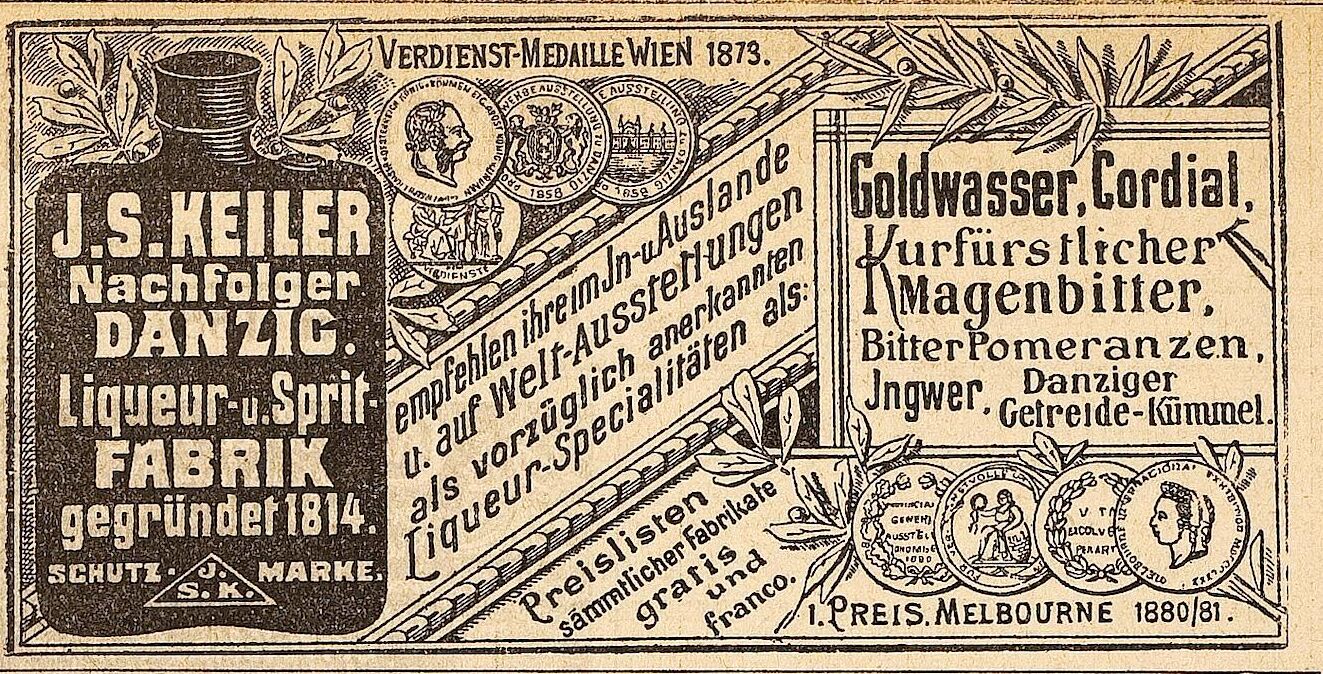 VERDIENST-MEDAILLE WIEN 1873.
J.S. KEILER
Nachfolger
DANZIG.
Liqueur- u. Sprit-
FABRIK
gegründet 1814.
SCHUTZ · MARKE.
J.
S. K.
empfehlen ihre im In- u. Auslande
u. auf Welt-Ausstellungen
als vorzüglich anerkannten
Liqueur-Specialitäten als:
Goldwasser, Cordial,
Kurfürstlicher
Magenbitter,
Bitter Pomeranzen,
Ingwer, Danziger
Getreide-Kümmel.
Preislisten
sämmtlicher Fabrikate
gratis
und
franco.
1. PREIS. MELBOURNE 1880/81.